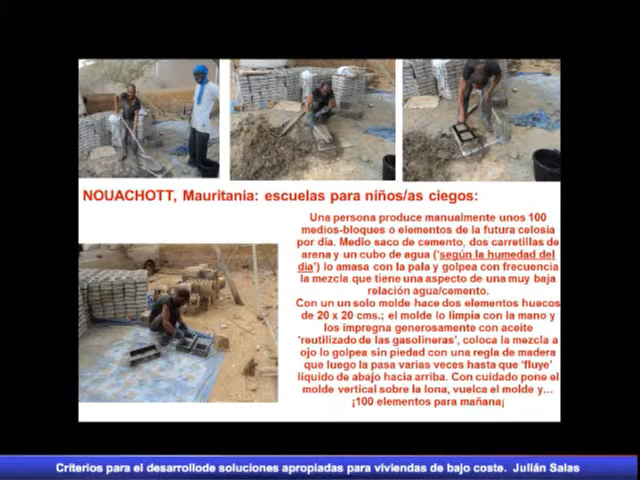 NOUACHOTT, Mauritania: escuelas para niños/as ciegos:
Una persona produce manualmente unos 100
medios-bloques o elementos de la futura celosia
por dia. Medio saco de cemento, dos carretillas de
arena y un cubo de agua ('según la humedad del
dia') lo amasa con la pala y golpea con frecuencia
la mezcla que tiene una aspecto de una muy baja
relación agua/cemento.
Con un un solo molde hace dos elementos huecos
de 20 x 20 cms.; el molde lo limpia con la mano y
los impregna generosamente con aceite
'reutilizado de las gasolineras', coloca la mezcla a
ojo lo golpea sin piedad con una regla de madera
que luego la pasa varias veces hasta que 'fluye'
liquido de abajo hacia arriba. Con cuidado pone el
molde vertical sobre la lona, vuelca el molde y...
¡100 elementos para mañana¡
Criterios para el desarrollode soluciones apropiadas para viviendas de bajo coste. Julián Salas